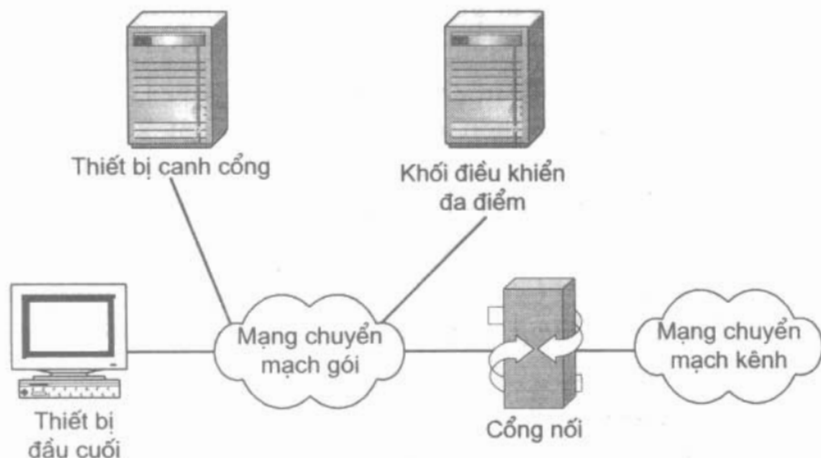 Thiết bị canh cổng
Khối điều khiển
đa điểm
Mạng chuyển
mạch gói
Mạng chuyển
mạch kênh
Thiết bị
đầu cuối
Cổng nối